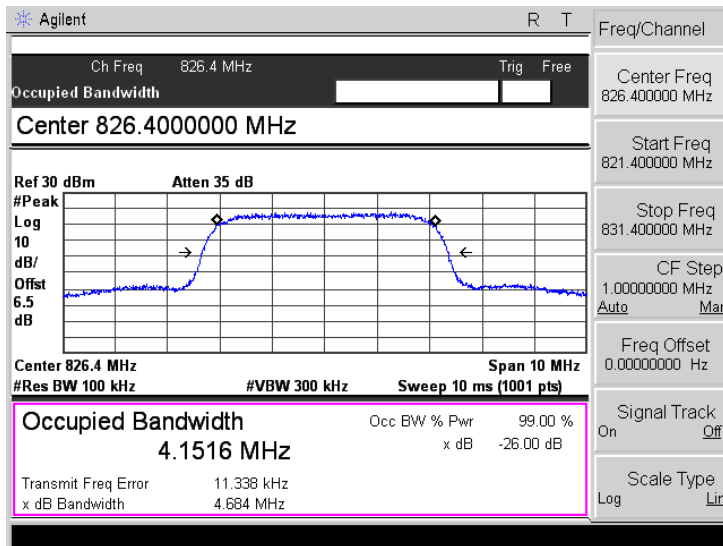 Agilent R T
Ch Freq 826.4 MHz Trig Free
Occupied Bandwidth
Center 826.4000000 MHz
Ref 30 dBm Atten 35 dB
#Peak
Log
10
dB/
Offst
6.5
dB
Center 826.4 MHz Span 10 MHz
#Res BW 100 kHz #VBW 300 kHz Sweep 10 ms (1001 pts)
Occupied Bandwidth Occ BW % Pwr 99.00 %
4.1516 MHz x dB -26.00 dB
Transmit Freq Error 11.338 kHz
x dB Bandwidth 4.684 MHz
Freq/Channel
Center Freq
826.400000 MHz
Start Freq
821.400000 MHz
Stop Freq
831.400000 MHz
CF Step
1.00000000 MHz
Auto Man
Freq Offset
0.00000000 Hz
Signal Track
On Off
Scale Type
Log Lin